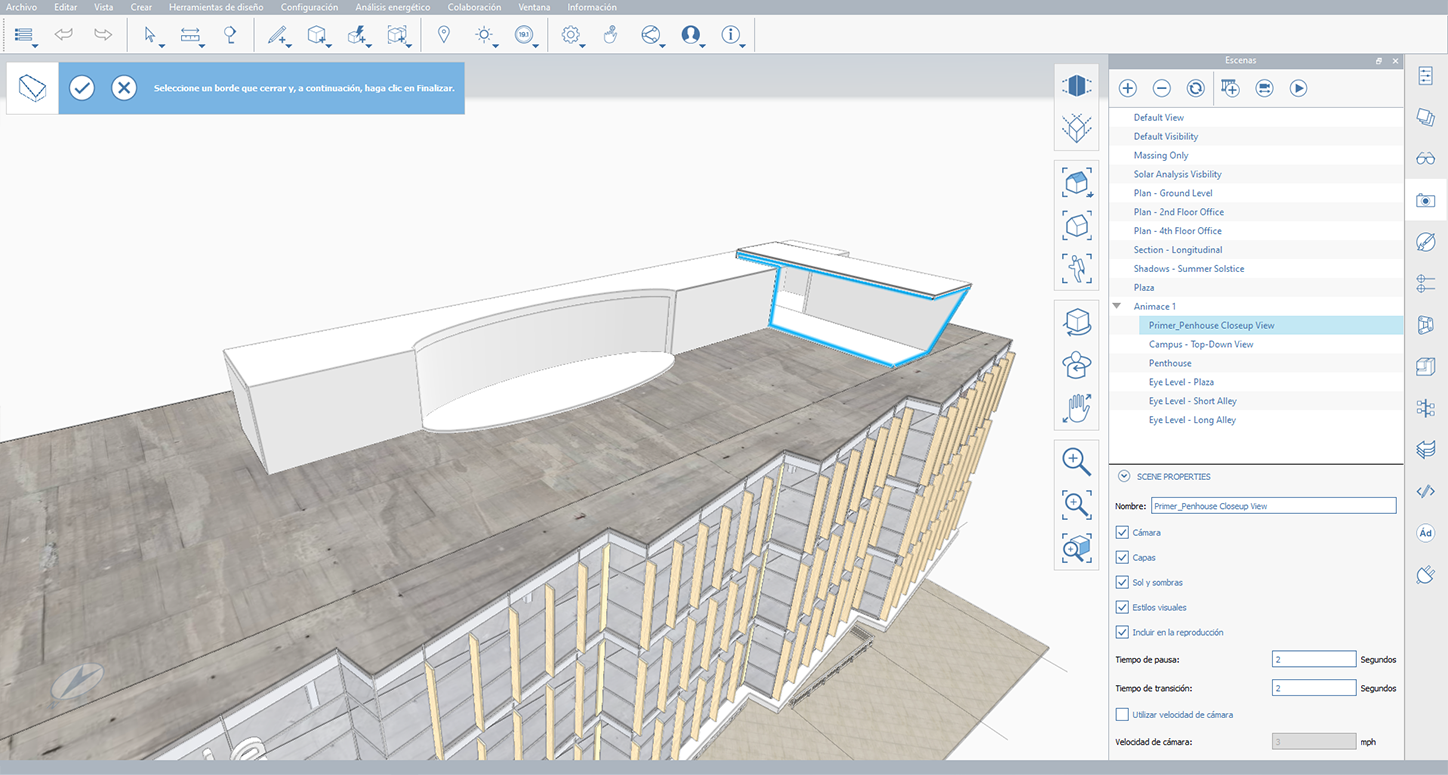 Archivo Editar Vista Crear Herramientas de diseño Configuración Análisis energético Colaboración Ventana Información
19.1
Seleccione un borde que cerrar y, a continuación, haga clic en Finalizar.
Escenas
Default View
Default Visibility
Massing Only
Solar Analysis Visbility
Plan - Ground Level
Plan - 2nd Floor Office
Plan - 4th Floor Office
Section - Longitudinal
Shadows - Summer Solstice
Plaza
Animace 1
Primer_Penhouse Closeup View
Campus - Top-Down View
Penthouse
Eye Level - Plaza
Eye Level - Short Alley
Eye Level - Long Alley
SCENE PROPERTIES
Nombre: Primer_Penhouse Closeup View
Cámara
Capas
Sol y sombras
Estilos visuales
Incluir en la reproducción
Tiempo de pausa: 2 Segundos
Tiempo de transición: 2 Segundos
Utilizar velocidad de cámara
Velocidad de cámara: 3 mph
Ad